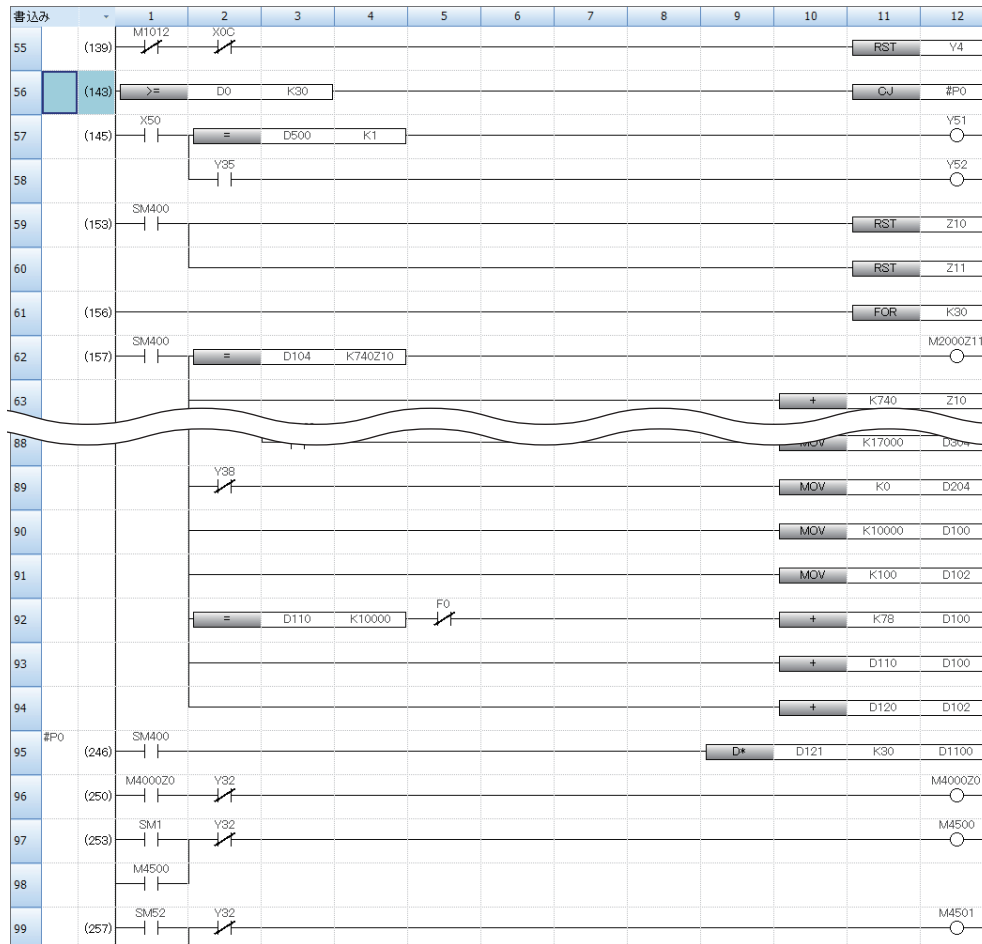 書込み 1 2 3 4 5 6 7 8 9 10 11 12
M1012 X0C
55 (139) RST Y4
56 (143) >= D0 K30 CJ #P0
X50 Y51
57 (145) = D500 K1
Y35 Y52
58
SM400
59 (153) RST Z10
60 RST Z11
61 (156) FOR K30
SM400 M2000Z11
62 (157) = D104 K740Z10
63 + K740 Z10
88 MOV K17000 D304
Y38
89 MOV K0 D204
90 MOV K10000 D100
91 MOV K100 D102
F0
92 = D110 K10000 + K78 D100
93 + D110 D100
94 + D120 D102
#P0 SM400
95 (246) D* D121 K30 D1100
M4000Z0 Y32 M4000Z0
96 (250)
SM1 Y32 M4500
97 (253)
M4500
98
SM52 Y32 M4501
99 (257)